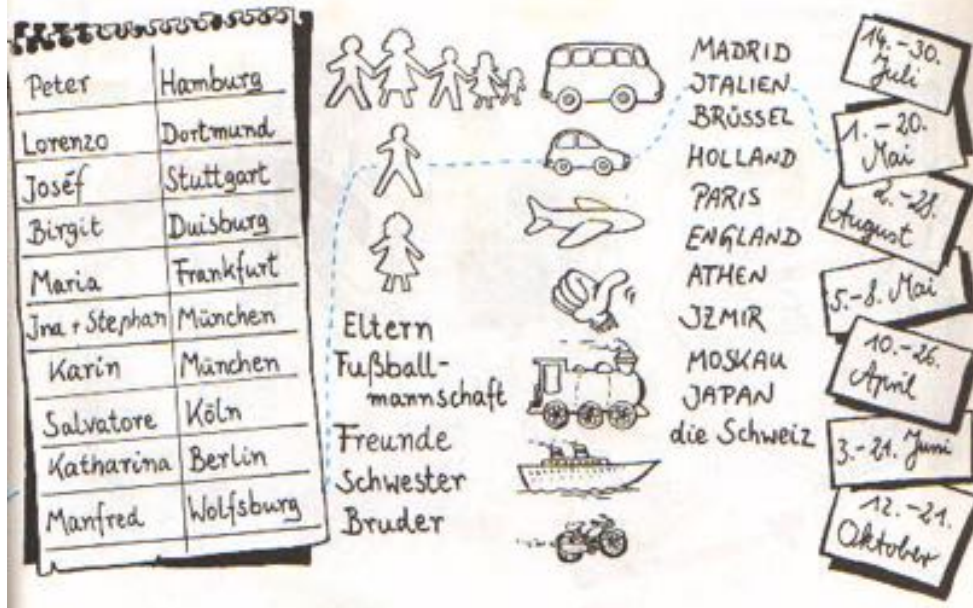 Peter Hamburg
Lorenzo Dortmund
Joséf Stuttgart
Birgit Duisburg
Maria Frankfurt
Ina + Stephan München
Karin München
Salvatore Köln
Katharina Berlin
Manfred Wolfsburg
Eltern
Fußball-
mannschaft
Freunde
Schwester
Bruder
MADRID
ITALIEN
BRÜSSEL
HOLLAND
PARIS
ENGLAND
ATHEN
IZMIR
MOSKAU
JAPAN
die Schweiz
14.-30.
Juli
1.-20.
Mai
2.-28.
August
5.-8. Mai
10.-26.
April
3.-21. Juni
12.-21.
Oktober